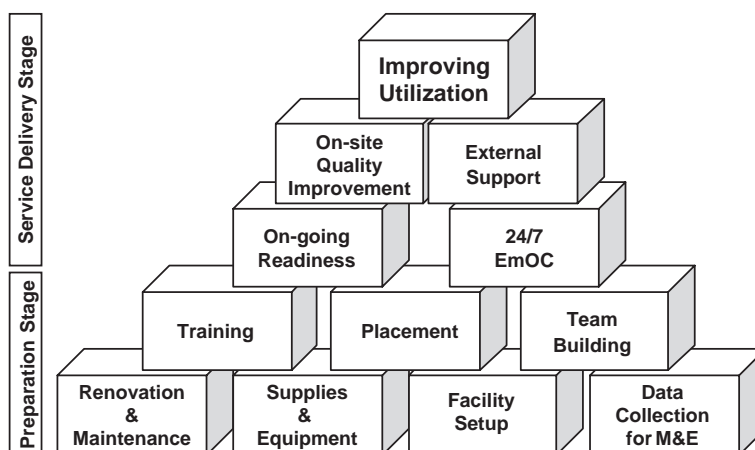 Service Delivery Stage
Preparation Stage
Improving
Utilization
On-site
Quality
Improvement
External
Support
On-going
Readiness
24/7
EmOC
Training
Placement
Team
Building
Renovation
&
Maintenance
Supplies
&
Equipment
Facility
Setup
Data
Collection
for M&E